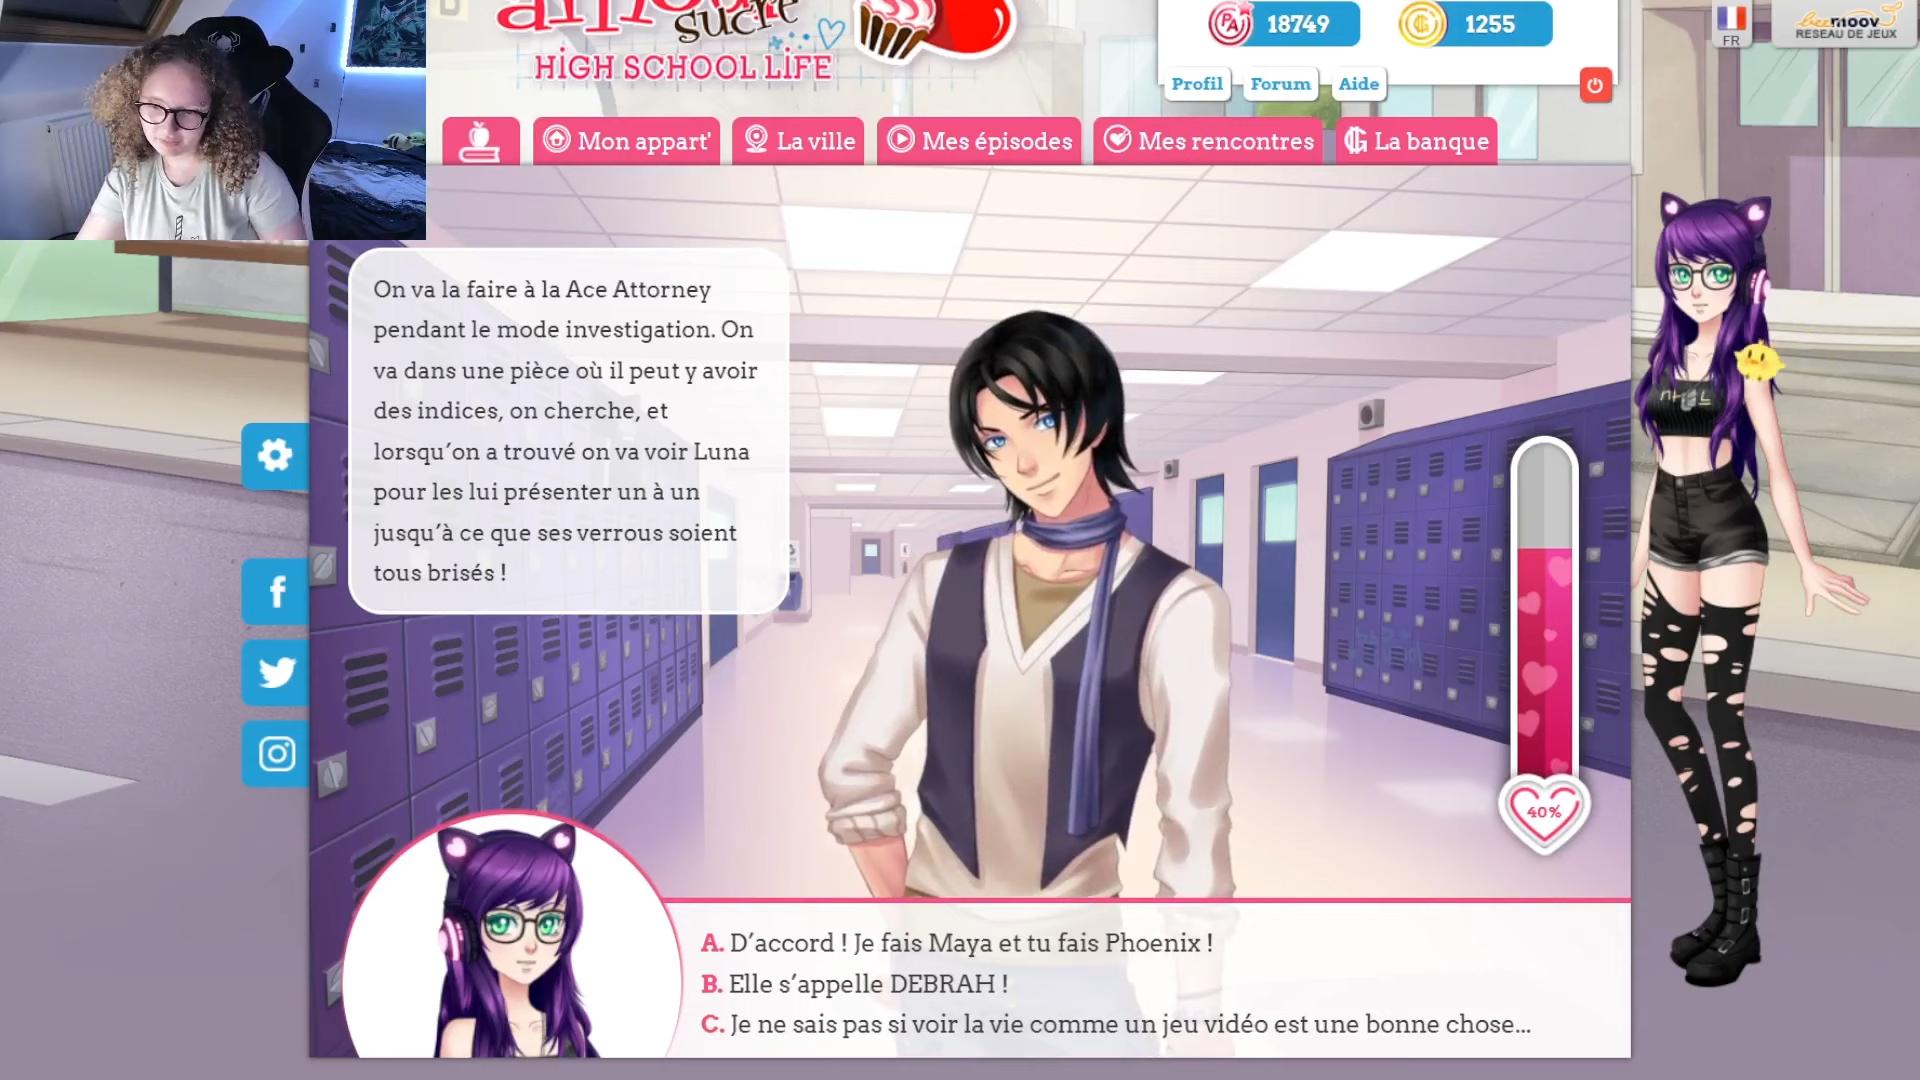 amour
sucre
HIGH SCHOOL LIFE
PA
18749
1255
FR
beemoov
RESEAU DE JEUX
Profil
Forum
Aide
Mon appart'
La ville
Mes épisodes
Mes rencontres
La banque
On va la faire à la Ace Attorney
pendant le mode investigation. On
va dans une pièce où il peut y avoir
des indices, on cherche, et
lorsqu'on a trouvé on va voir Luna
pour les lui présenter un à un
jusqu'à ce que ses verrous soient
tous brisés !
40%
A. D'accord ! Je fais Maya et tu fais Phoenix !
B. Elle s'appelle DEBRAH !
C. Je ne sais pas si voir la vie comme un jeu vidéo est une bonne chose...